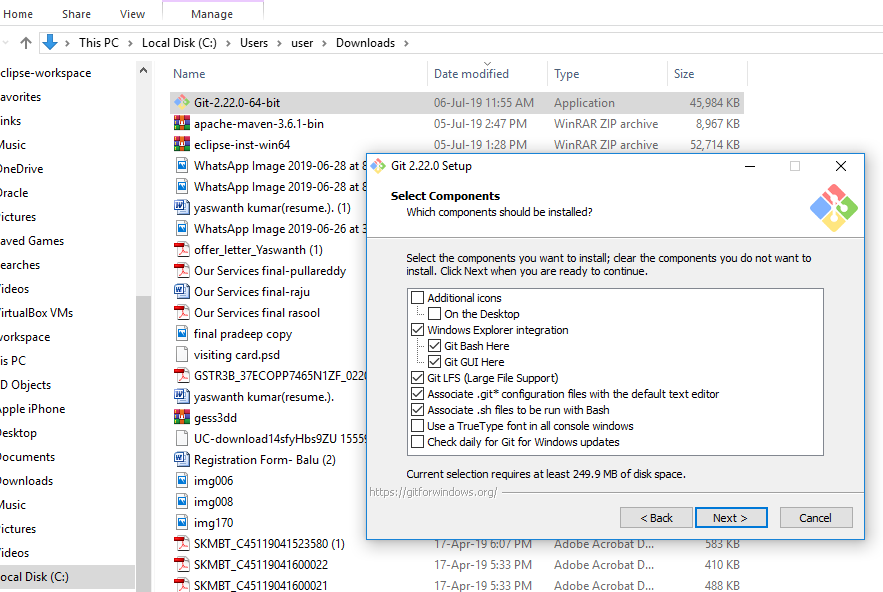 Home Share View Manage
This PC > Local Disk (C:) > Users > user > Downloads >
Name Date modified Type Size
clipse-workspace
avorites
inks
Music
OneDrive
Oracle
ictures
aved Games
earches
ideos
irtualBox VMs
workspace
is PC
D Objects
Apple iPhone
esktop
ocuments
ownloads
Music
ictures
ideos
ocal Disk (C:)
Git-2.22.0-64-bit 06-Jul-19 11:55 AM Application 45,984 KB
apache-maven-3.6.1-bin 05-Jul-19 2:47 PM WinRAR ZIP archive 8,967 KB
eclipse-inst-win64 05-Jul-19 1:28 PM WinRAR ZIP archive 52,714 KB
WhatsApp Image 2019-06-28 at 8
WhatsApp Image 2019-06-28 at 8
yaswanth kumar(resume.). (1)
WhatsApp Image 2019-06-26 at 3
offer_letter_Yaswanth (1)
Our Services final-pullareddy
Our Services final-raju
Our Services final rasool
final pradeep copy
visiting card.psd
GSTR3B_37ECOPP7465N1ZF_022
yaswanth kumar(resume.).
gess3dd
UC-download14sfyHbs9ZU 1555
Registration Form- Balu (2)
img006
img008
img170
SKMBT_C45119041523580 (1) 17-Apr-19 6:07 PM Adobe Acrobat D... 583 KB
SKMBT_C45119041600022 17-Apr-19 5:33 PM Adobe Acrobat D... 410 KB
SKMBT_C45119041600021 17-Apr-19 5:33 PM Adobe Acrobat D... 488 KB
Git 2.22.0 Setup
Select Components
Which components should be installed?
Select the components you want to install; clear the components you do not want to
install. Click Next when you are ready to continue.
Additional icons
On the Desktop
Windows Explorer integration
Git Bash Here
Git GUI Here
Git LFS (Large File Support)
Associate .git* configuration files with the default text editor
Associate .sh files to be run with Bash
Use a TrueType font in all console windows
Check daily for Git for Windows updates
Current selection requires at least 249.9 MB of disk space.
https://gitforwindows.org/
< Back Next > Cancel